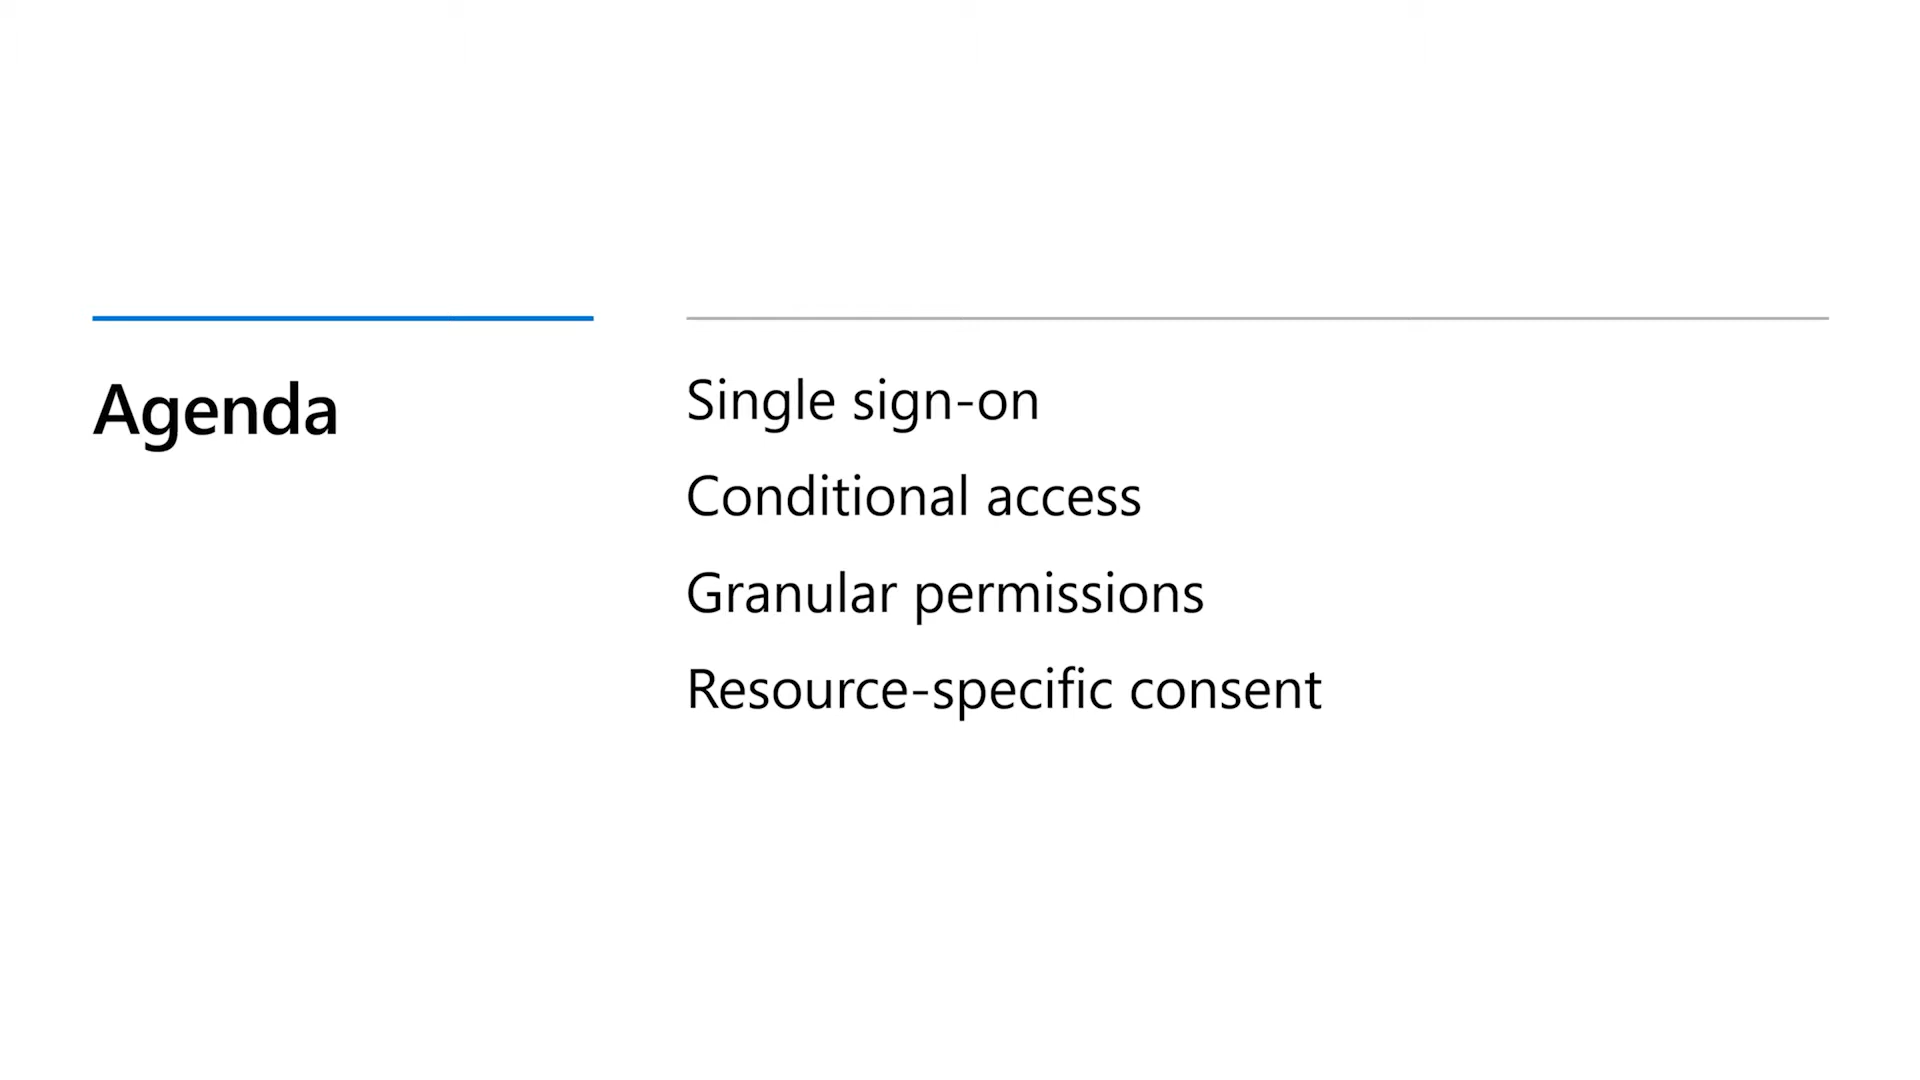 Agenda
Single sign-on
Conditional access
Granular permissions
Resource-specific consent